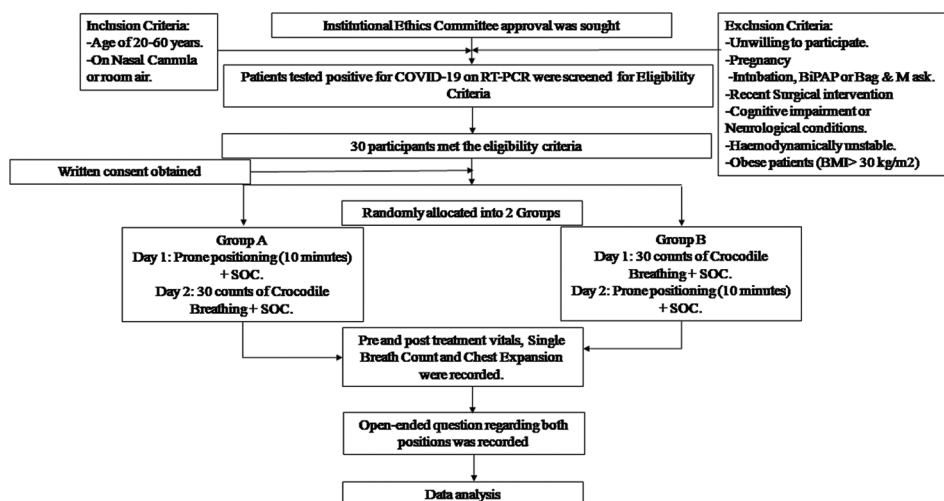 Inclusion Criteria:
-Age of 20-60 years.
-On Nasal Cannula
or room air.
Institutional Ethics Committee approval was sought
Exclusion Criteria:
-Unwilling to participate.
-Pregnancy
Intubation, BiPAP or Bag & Mask.
-Recent Surgical intervention
-Cognitive impairment or
Neurological conditions.
-Haemodynamically unstable.
-Obese patients (BMI> 30 kg/m2)
Patients tested positive for COVID-19 on RT-PCR were screened for Eligibility
Criteria
30 participants met the eligibility criteria
Written consent obtained
Randomly allocated into 2 Groups
Group A
Day 1: Prone positioning (10 minutes)
+ SOC.
Day 2: 30 counts of Crocodile
Breathing + SOC.
Group B
Day 1: 30 counts of Crocodile
Breathing + SOC.
Day 2: Prone positioning (10 minutes)
+ SOC.
Pre and post treatment vitals, Single
Breath Count and Chest Expansion
were recorded.
Open-ended question regarding both
positions was recorded
Data analysis